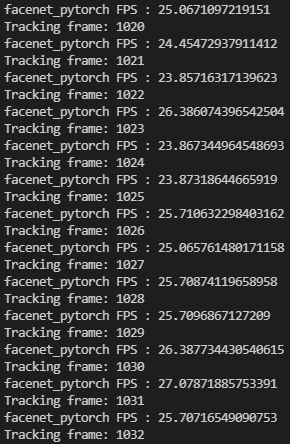 facenet_pytorch FPS : 25.0671097219151
Tracking frame: 1020
facenet_pytorch FPS : 24.45472937911412
Tracking frame: 1021
facenet_pytorch FPS : 23.85716317139623
Tracking frame: 1022
facenet_pytorch FPS : 26.386074396542504
Tracking frame: 1023
facenet_pytorch FPS : 23.867344964548693
Tracking frame: 1024
facenet_pytorch FPS : 23.87318644665919
Tracking frame: 1025
facenet_pytorch FPS : 25.710632298403162
Tracking frame: 1026
facenet_pytorch FPS : 25.065761480171158
Tracking frame: 1027
facenet_pytorch FPS : 25.70874119658958
Tracking frame: 1028
facenet_pytorch FPS : 25.7096867127209
Tracking frame: 1029
facenet_pytorch FPS : 26.387734430540615
Tracking frame: 1030
facenet_pytorch FPS : 27.07871885753391
Tracking frame: 1031
facenet_pytorch FPS : 25.70716549090753
Tracking frame: 1032